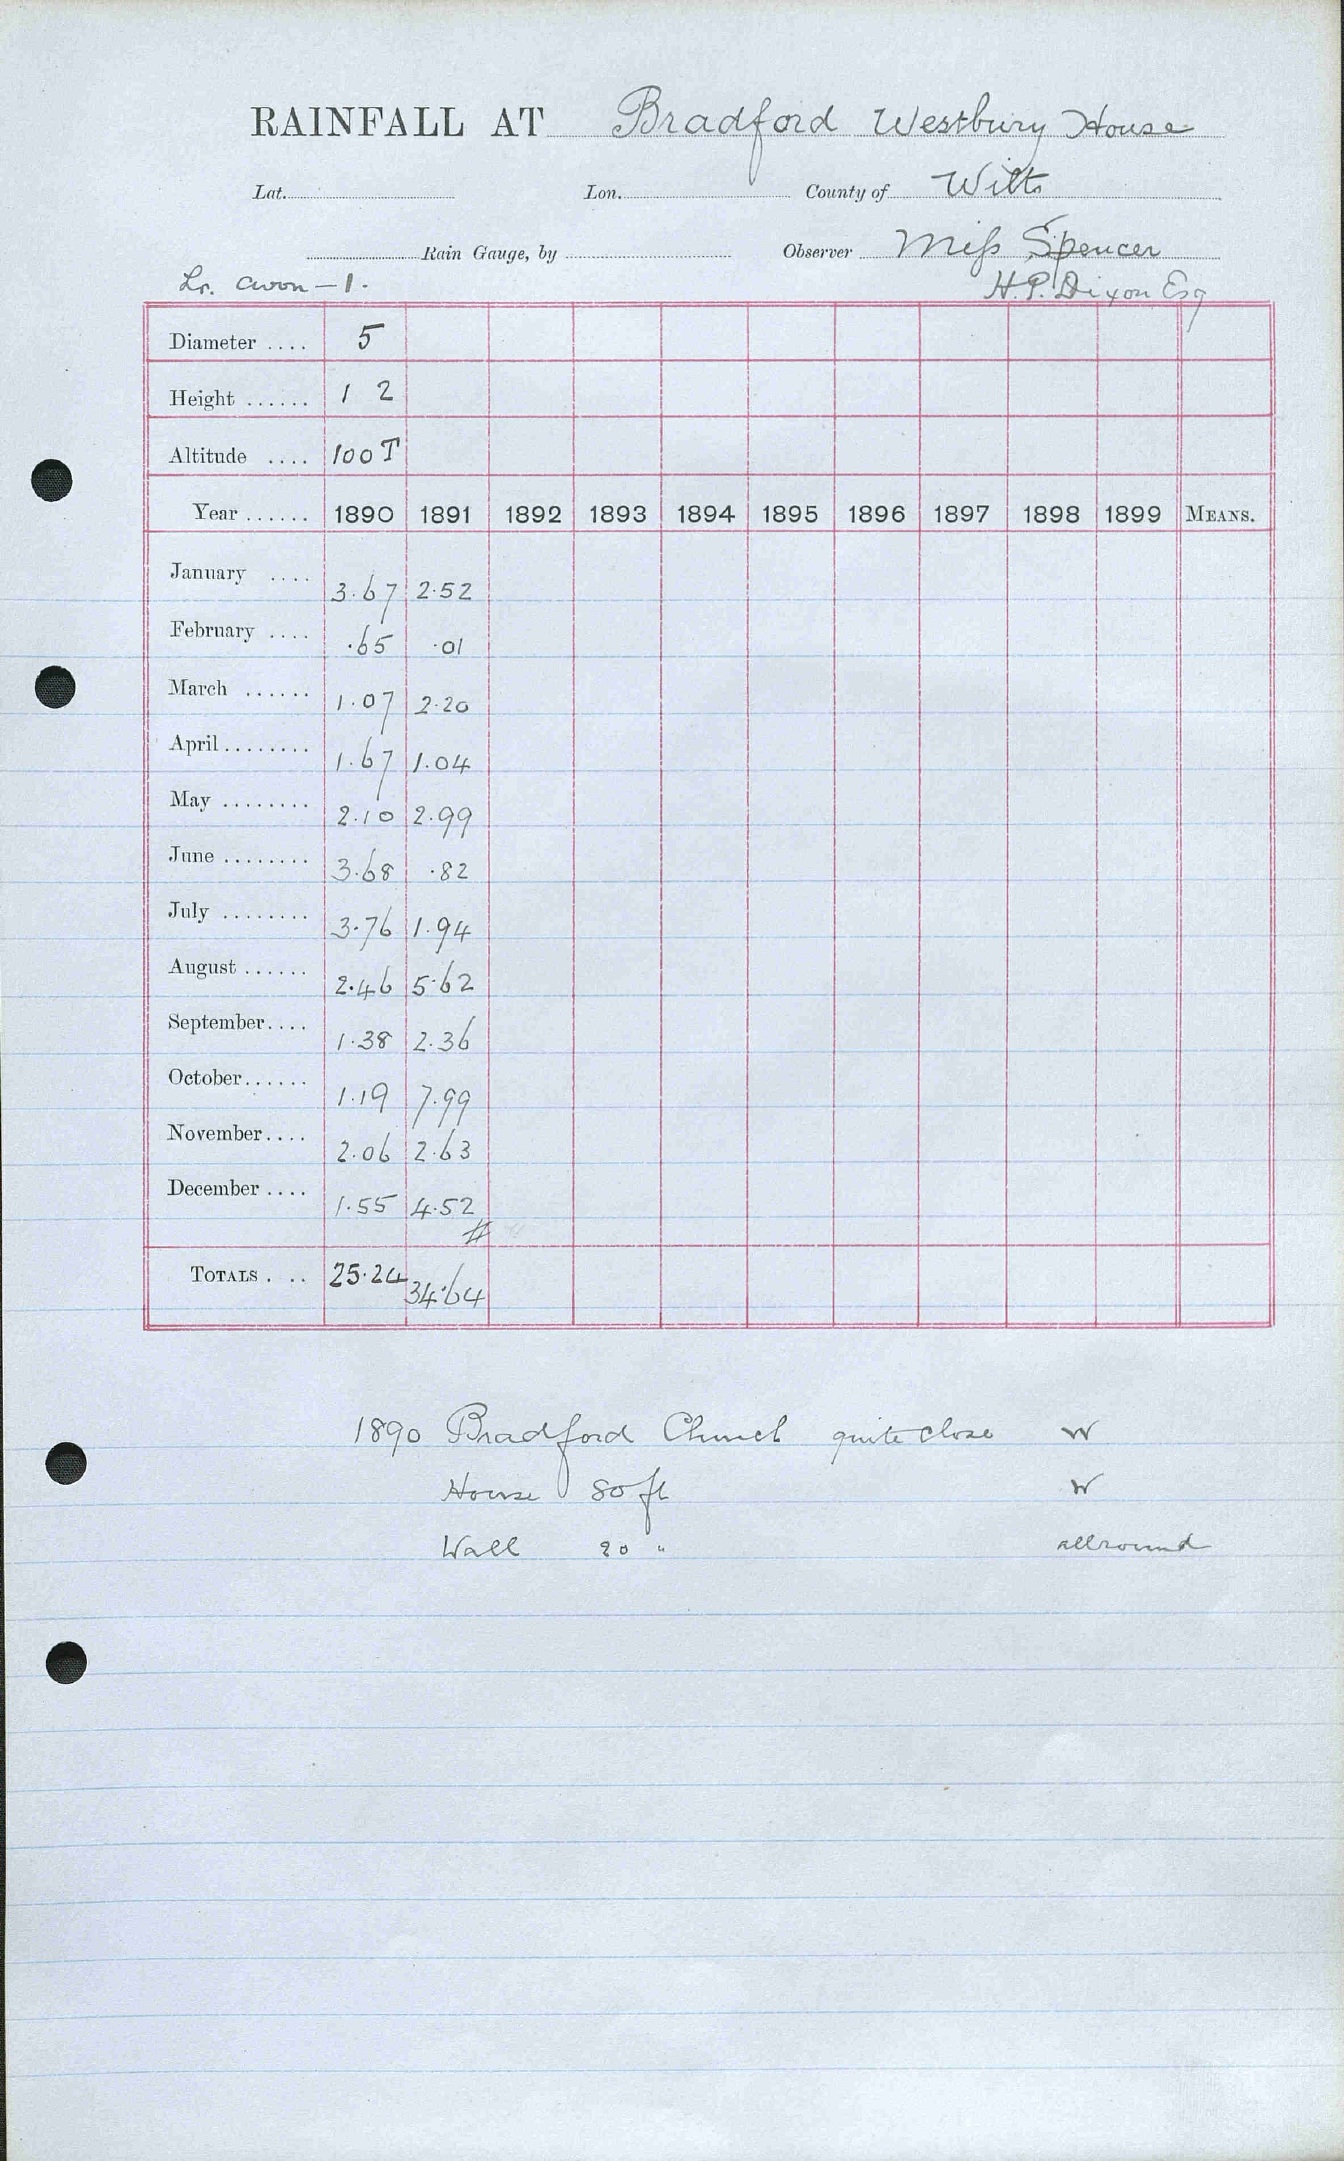 RAINFALL AT Bradford Westbury House
Lat. Lon. County of Wilts
Rain Gauge, by Observer Miss Spencer
Lr. Avon - 1. H. P. Dixon Esq
Diameter .... 5
Height ...... 1 2
Altitude .... 100 T
Year ...... 1890 1891 1892 1893 1894 1895 1896 1897 1898 1899 MEANS.
January .... 3.67 2.52
February .... .65 .01
March ...... 1.07 2.20
April ........ 1.67 1.04
May ........ 2.10 2.99
June ........ 3.68 .82
July ........ 3.76 1.94
August ...... 2.46 5.62
September.... 1.38 2.36
October...... 1.19 7.99
November.... 2.06 2.63
December .... 1.55 4.52
#
TOTALS . .. 25.24 34.64
1890 Bradford Church quite close W
House 80 ft W
Wall 20 " all round